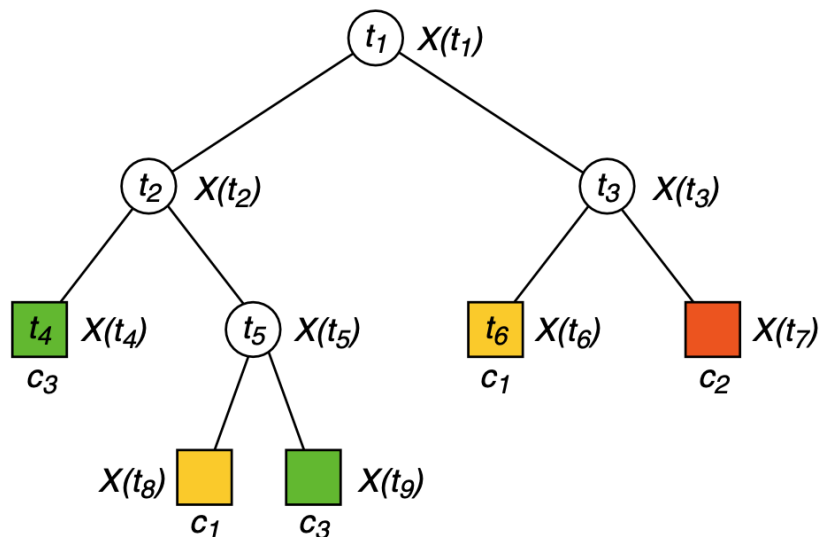 t1 X(t1)
t2 X(t2)
t3 X(t3)
t4 X(t4)
t5 X(t5)
t6 X(t6)
X(t7)
c3
c1
c2
X(t8)
X(t9)
c1
c3